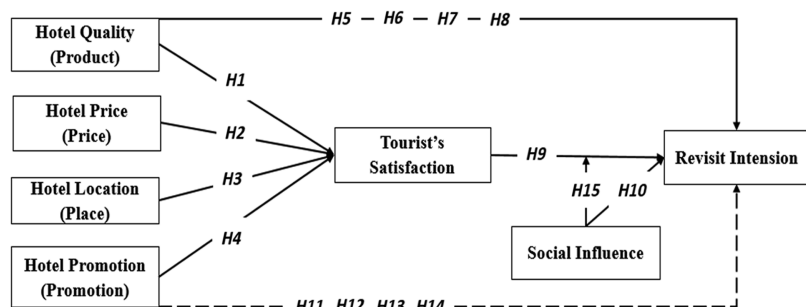 Hotel Quality
(Product)
H5 – H6 – H7 – H8
H1
Hotel Price
(Price)
H2
Tourist's
Satisfaction
H9
Revisit Intension
Hotel Location
(Place)
H3
H15
H10
H4
Social Influence
Hotel Promotion
(Promotion)
H11 H12 H13 H14